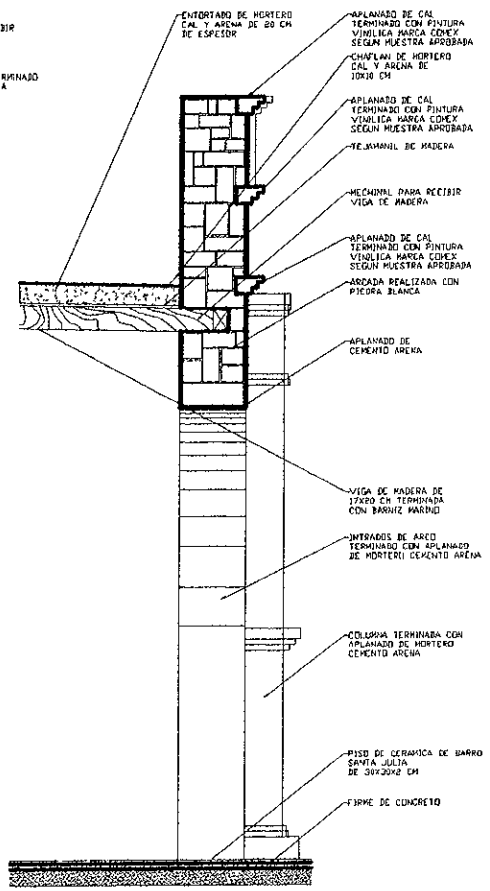 ENTORTADO DE MORTERO
CAL Y ARENA DE 20 CM
DE ESPESOR
APLANADO DE CAL
TERMINADO CON PINTURA
VINILICA MARCA COMEX
SEGUN MUESTRA APROBADA
CHAFLAN DE MORTERO
CAL Y ARENA DE
10X10 CM
APLANADO DE CAL
TERMINADO CON PINTURA
VINILICA MARCA COMEX
SEGUN MUESTRA APROBADA
TEJAMANIL DE MADERA
MECHINAL PARA RECIBIR
VIGA DE MADERA
APLANADO DE CAL
TERMINADO CON PINTURA
VINILICA MARCA COMEX
SEGUN MUESTRA APROBADA
ARCADA REALIZADA CON
PIEDRA BLANCA
APLANADO DE
CEMENTO ARENA
VIGA DE MADERA DE
17X20 CM TERMINADA
CON BARNIZ MARINO
INTRADOS DE ARCO
TERMINADO CON APLANADO
DE MORTERO CEMENTO ARENA
COLUMNA TERMINADA CON
APLANADO DE MORTERO
CEMENTO ARENA
PISO DE CERAMICA DE BARRO
SANTA JULIA
DE 30X30X2 CM
FIRME DE CONCRETO